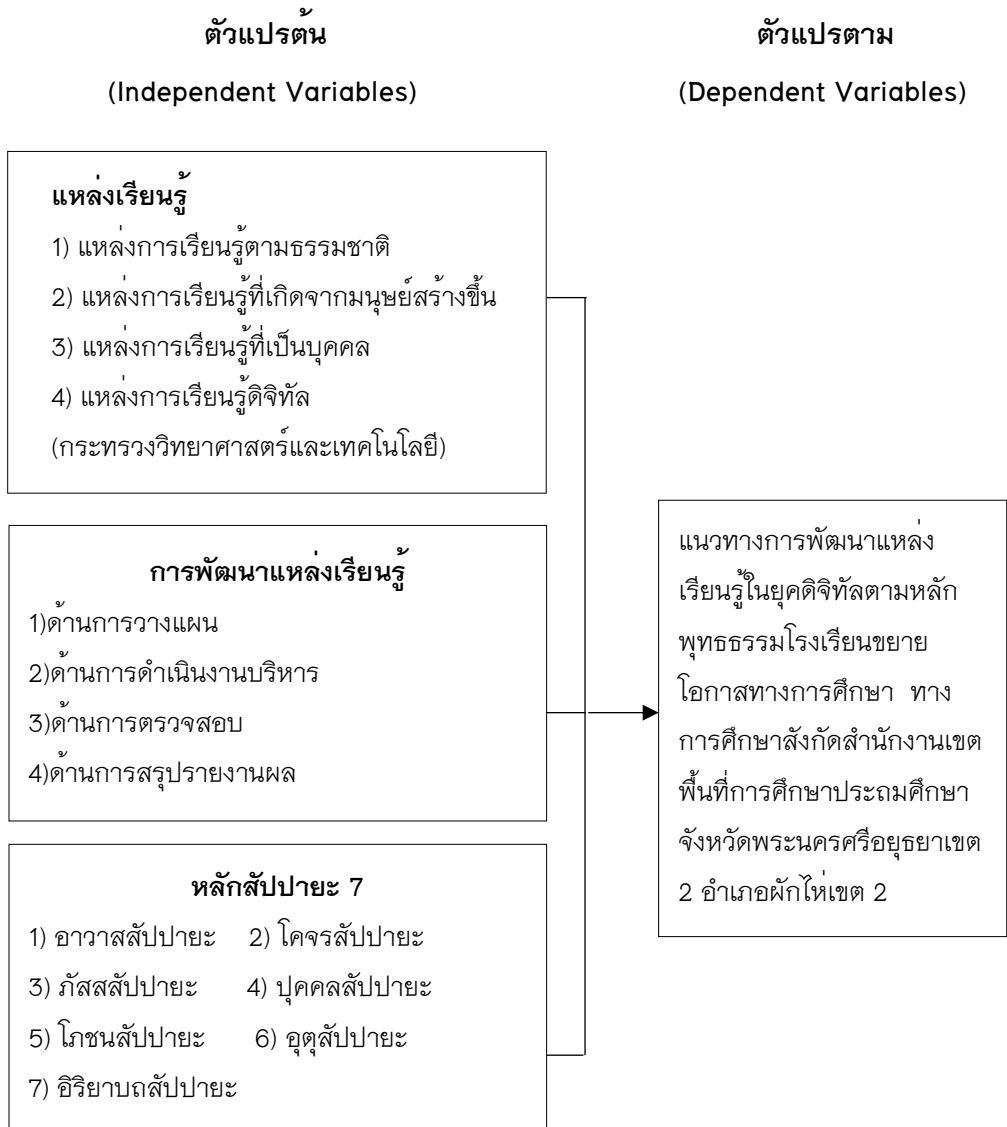 ตัวแปรต้น
(Independent Variables)
ตัวแปรตาม
(Dependent Variables)
แหล่งเรียนรู้
1) แหล่งการเรียนรู้ตามธรรมชาติ
2) แหล่งการเรียนรู้ที่เกิดจากมนุษย์สร้างขึ้น
3) แหล่งการเรียนรู้ที่เป็นบุคคล
4) แหล่งการเรียนรู้ดิจิทัล
(กระทรวงวิทยาศาสตร์และเทคโนโลยี)
การพัฒนาแหล่งเรียนรู้
1)ด้านการวางแผน
2)ด้านการดำเนินงานบริหาร
3)ด้านการตรวจสอบ
4)ด้านการสรุปรายงานผล
หลักสัปปายะ 7
1) อาวาสสัปปายะ 2) โคจรสัปปายะ
3) ภัสสสัปปายะ 4) ปุคคลสัปปายะ
5) โภชนสัปปายะ 6) อุตุสัปปายะ
7) อิริยาบถสัปปายะ
แนวทางการพัฒนาแหล่ง
เรียนรู้ในยุคดิจิทัลตามหลัก
พุทธธรรมโรงเรียนขยาย
โอกาสทางการศึกษา ทาง
การศึกษาสังกัดสำนักงานเขต
พื้นที่การศึกษาประถมศึกษา
จังหวัดพระนครศรีอยุธยาเขต
2 อำเภอผักไห่เขต 2